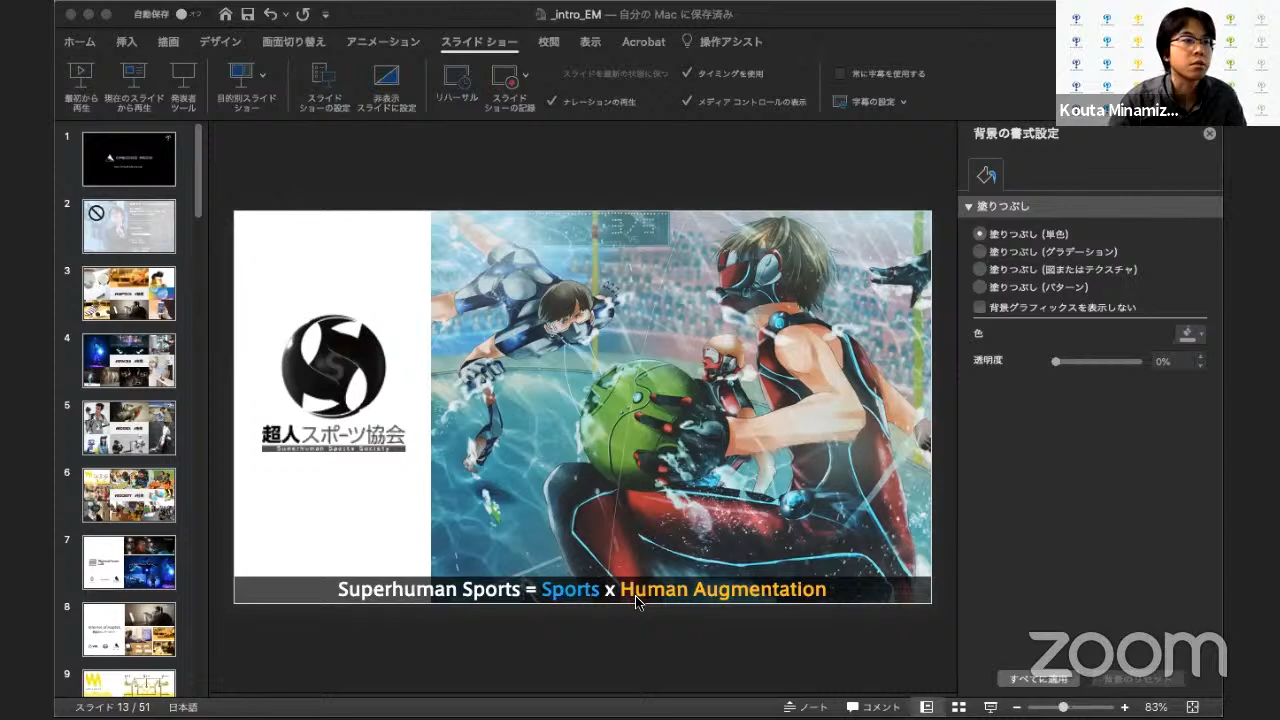 自動保存 オフ
_intro_EM — 自分の Mac に保存済み
ホーム 挿入 描画 デザイン 画面切り替え アニメーション スライド ショー 校閲 表示 Acrobat 操作アシスト
最初から
再生
現在のスライド
から再生
発表者
ツール
目的別スライド
ショー
スライド
ショーの設定
非表示
スライドに設定
リハーサル
スライド
ショーの記録
スライドを最新の状態に保つ
ナレーションの再生
タイミングを使用
メディア コントロールの表示
常に字幕を使用する
字幕の設定
Kouta Minamiz...
1
2
3
4
5
6
7
8
9
超人スポーツ協会
Superhuman Sports Society
Superhuman Sports = Sports x Human Augmentation
背景の書式設定
塗りつぶし
塗りつぶし (単色)
塗りつぶし (グラデーション)
塗りつぶし (図またはテクスチャ)
塗りつぶし (パターン)
背景グラフィックスを表示しない
色
透明度
0%
すべてに適用
背景のリセット
zoom
スライド 13 / 51 日本語
ノート コメント
83%